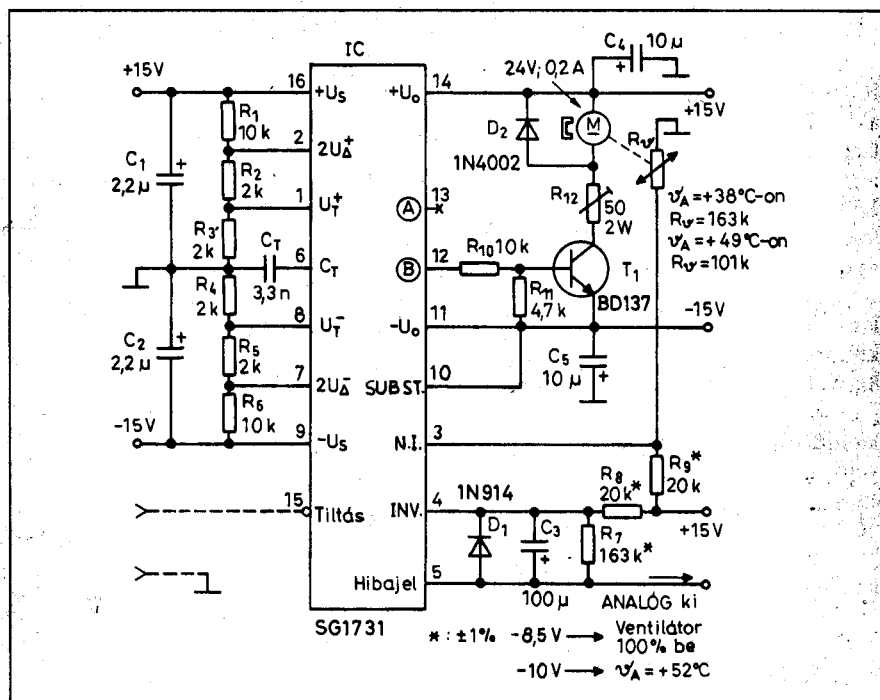 IC
+15V
16
+Us
R1
10k
2
2UΔ+
R2
2k
1
UT+
R3
2k
CT
3,3n
6
CT
R4
2k
8
UT-
R5
2k
7
2UΔ-
R6
10k
-15V
9
-Us
C1
2,2µ
C2
2,2µ
15
Tiltás
SG1731
14
+Uo
13
A
12
B
11
-Uo
10
SUBST.
3
N.I.
4
INV.
5
Hibajel
C4
10µ
24V; 0,2A
M
+15V
D2
1N4002
Rϑ
R12
50
2W
ϑA=+38°C-on
Rϑ=163k
ϑA=+49°C-on
Rϑ=101k
R10 10k
R11
4,7k
T1
BD137
-15V
C5
10µ
R9*
20k
R8
20k*
+15V
1N914
D1
C3
100µ
R7
163k*
ANALÓG ki
*: ±1% -8,5V → Ventilátor
100% be
-10V → ϑA=+52°C